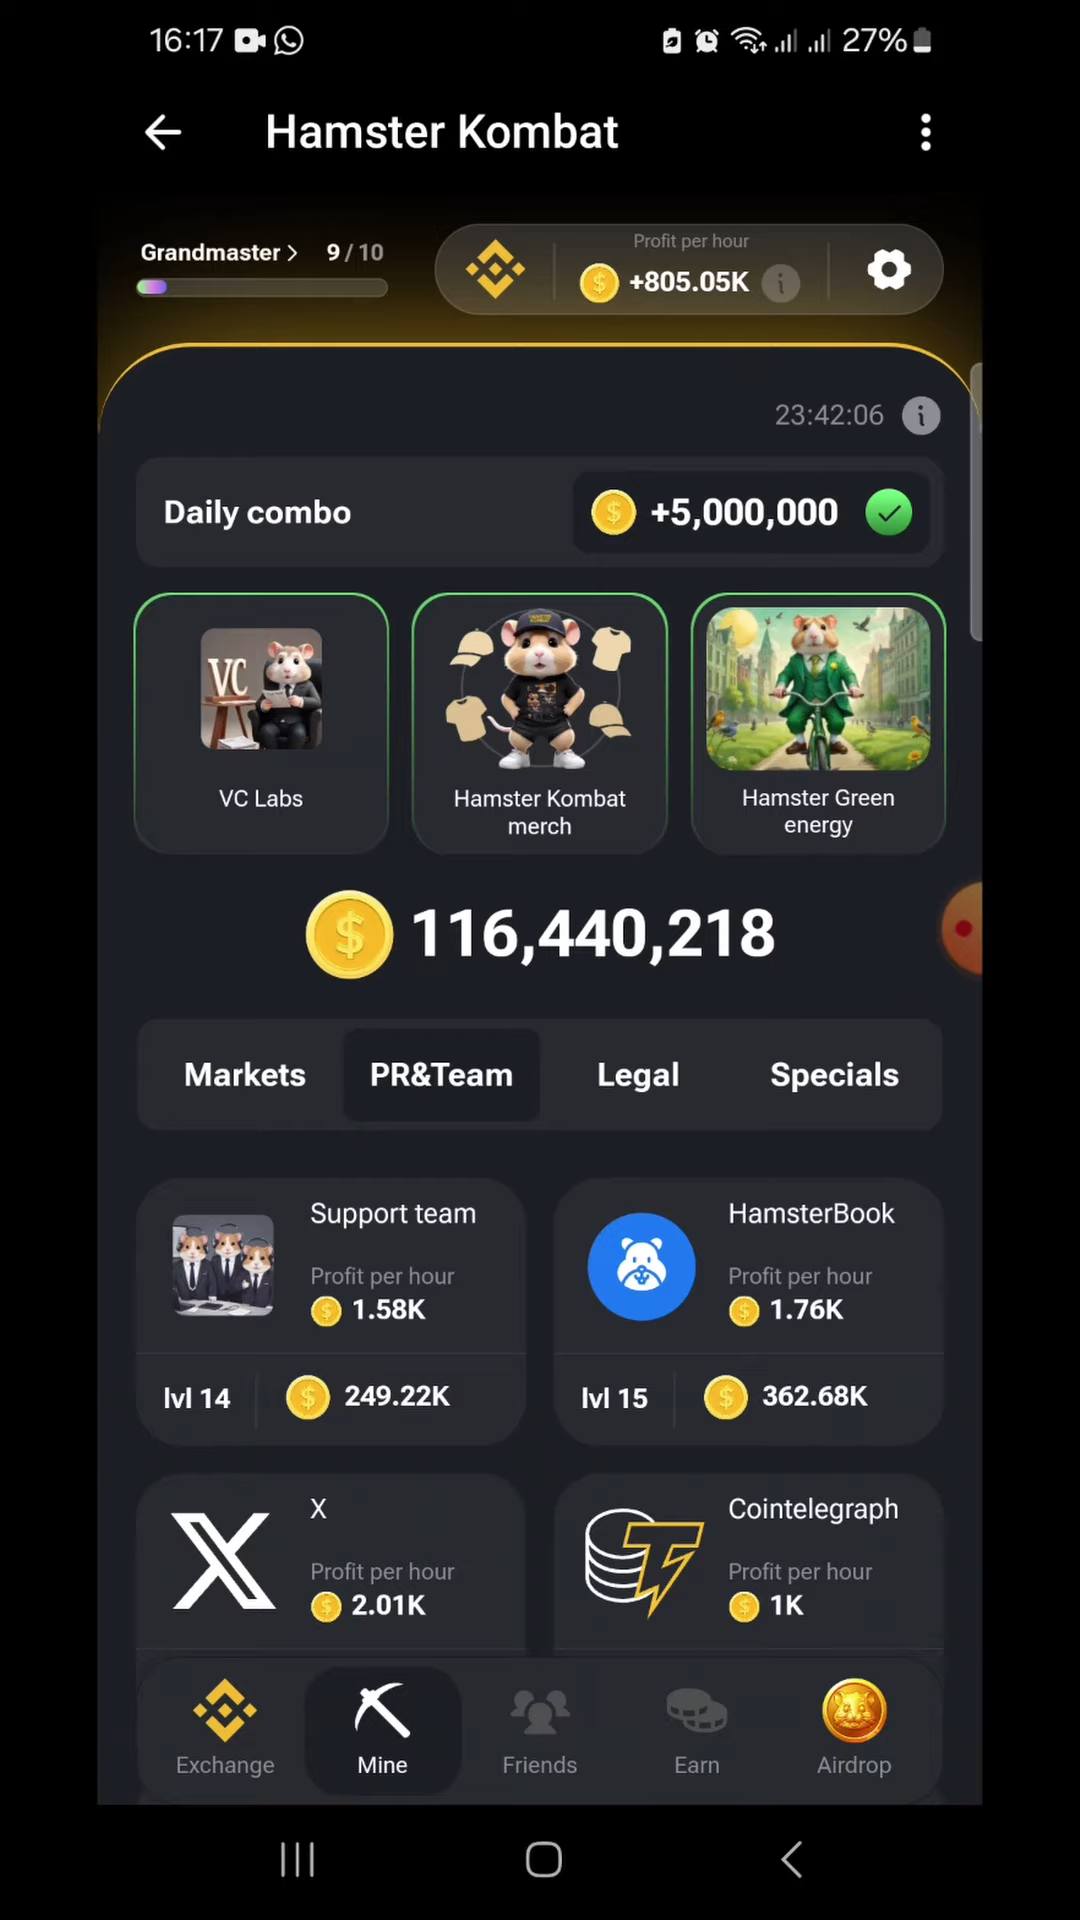 16:17
27%
Hamster Kombat
Grandmaster >
9 / 10
Profit per hour
+805.05K
23:42:06
Daily combo
+5,000,000
VC
VC Labs
Hamster Kombat
merch
Hamster Green
energy
116,440,218
Markets
PR&Team
Legal
Specials
Support team
Profit per hour
1.58K
lvl 14
249.22K
HamsterBook
Profit per hour
1.76K
lvl 15
362.68K
X
Profit per hour
2.01K
Cointelegraph
Profit per hour
1K
Exchange
Mine
Friends
Earn
Airdrop